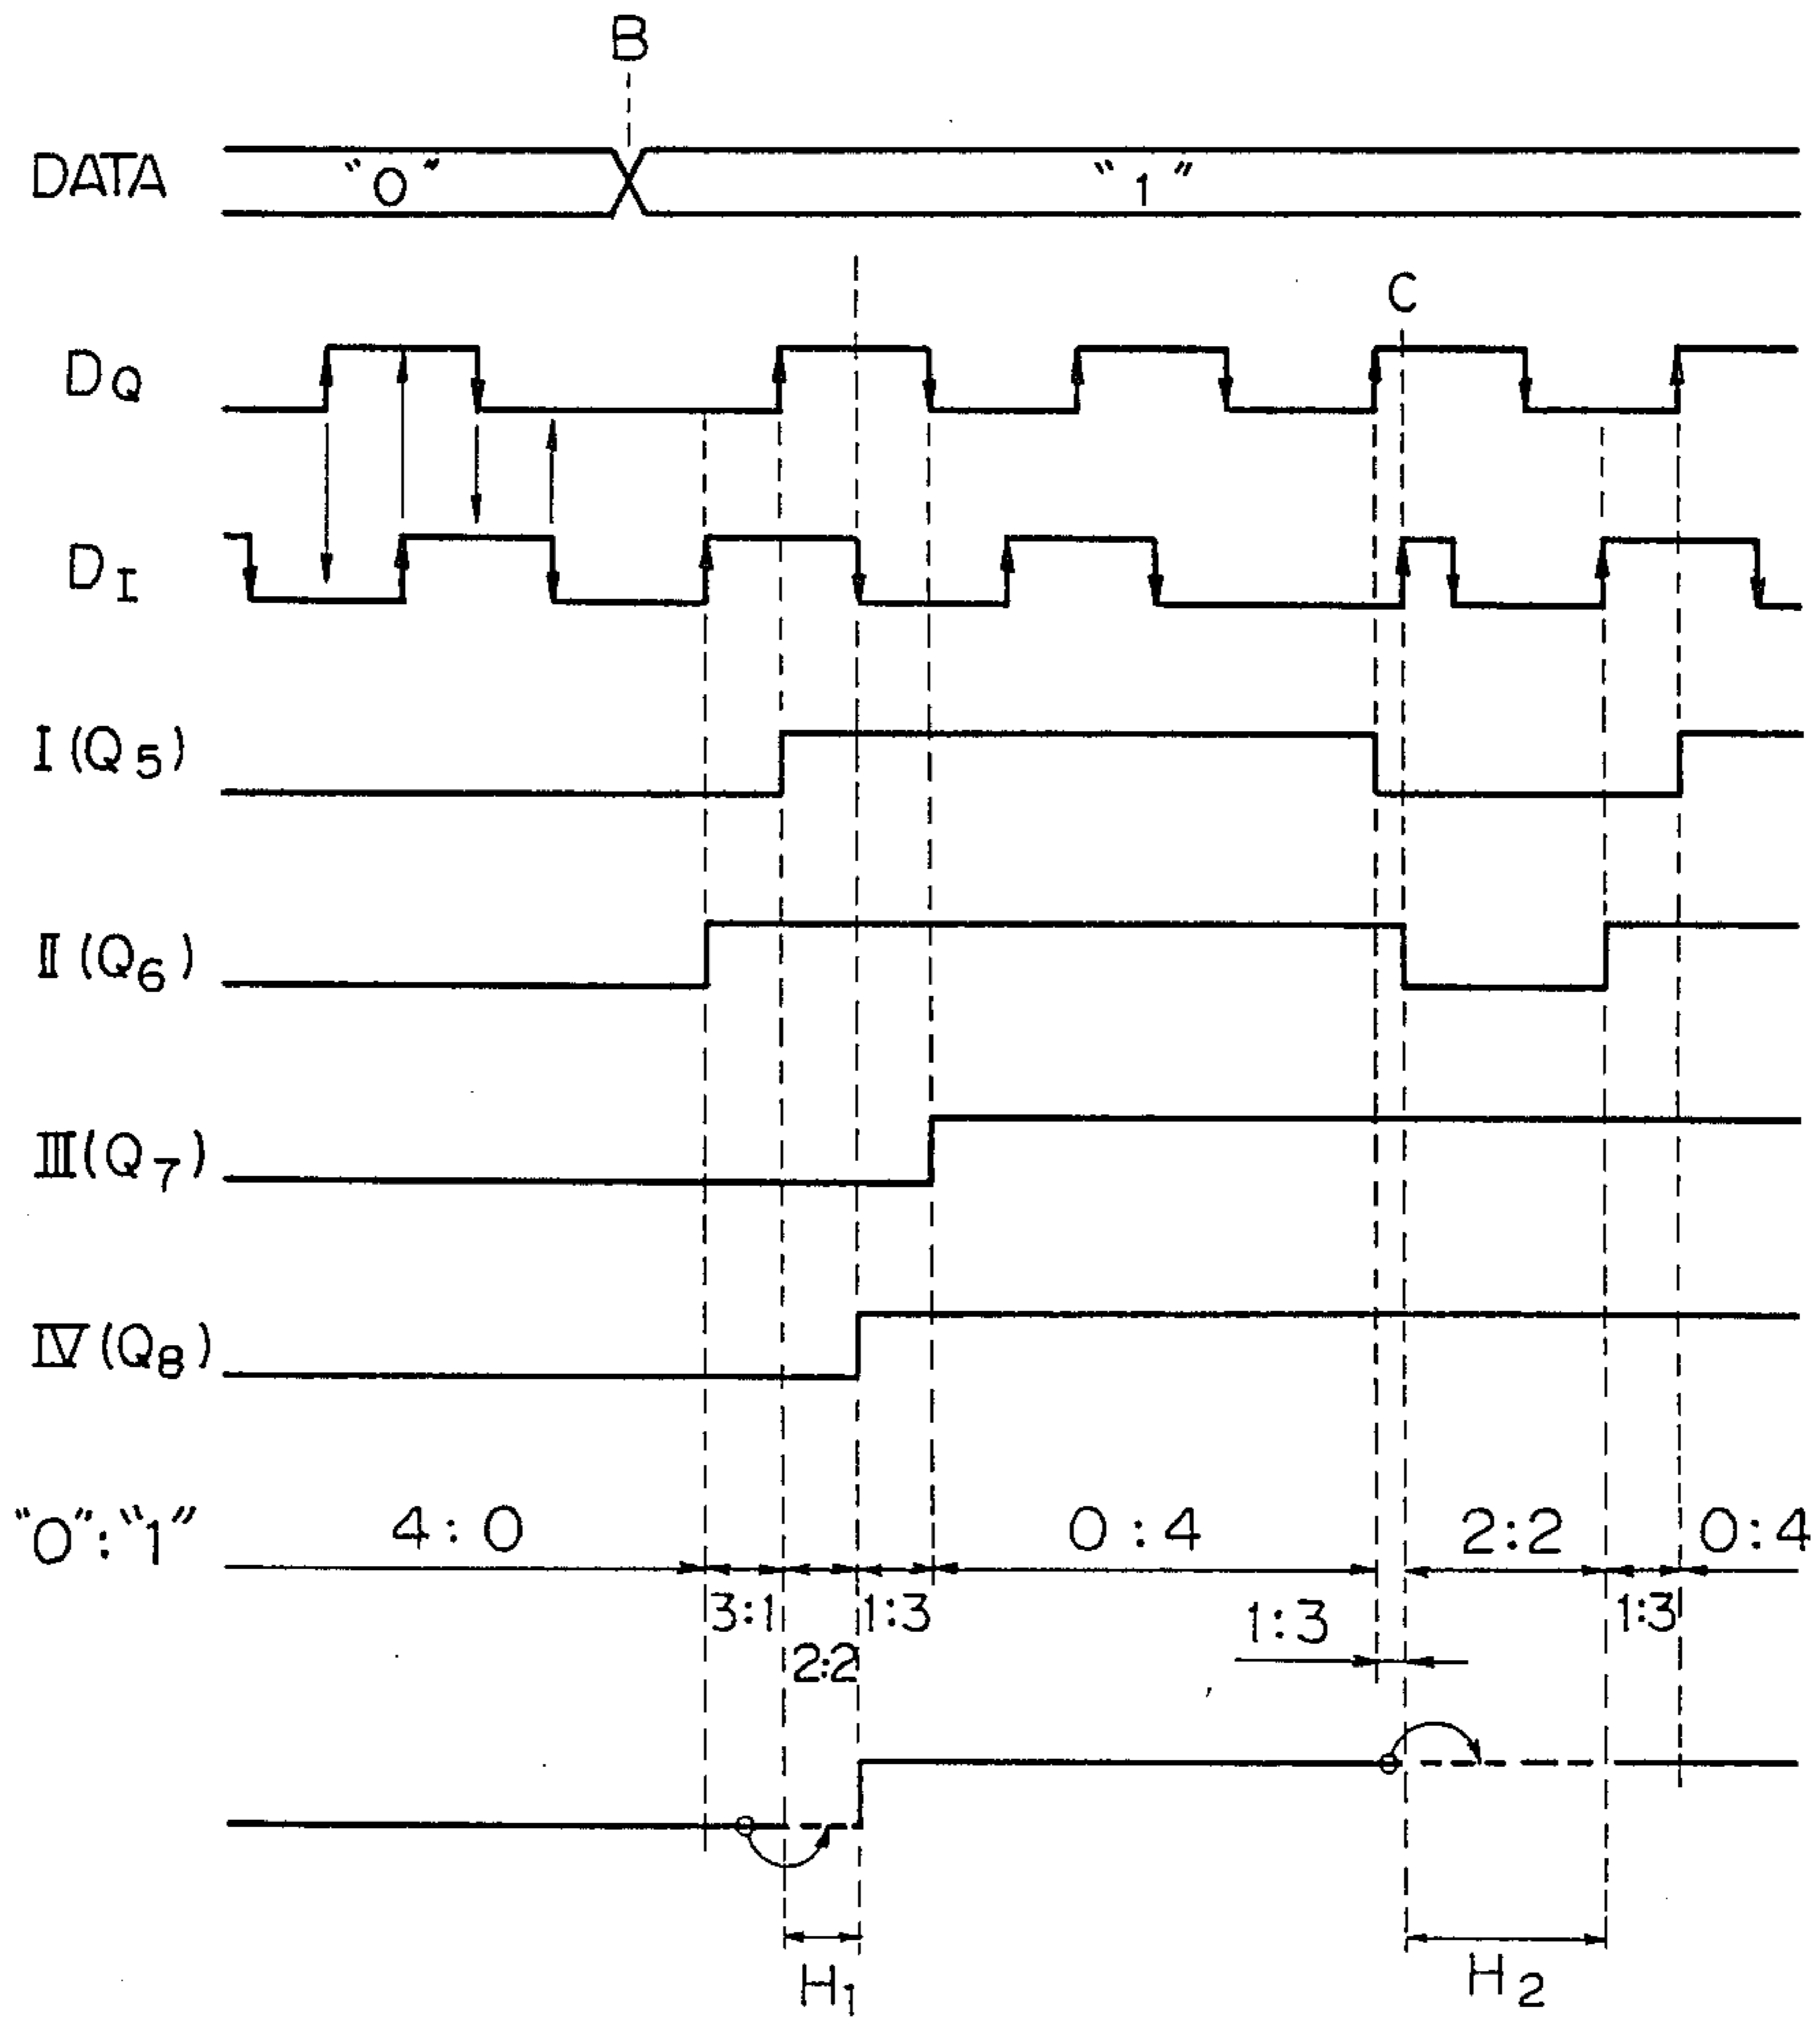 B
DATA "0" "1"
C
DQ
DI
I (Q5)
II (Q6)
III (Q7)
IV (Q8)
"0":"1" 4:0 0:4 2:2 0:4
3:1 1:3 1:3 1:3
2:2
H1 H2